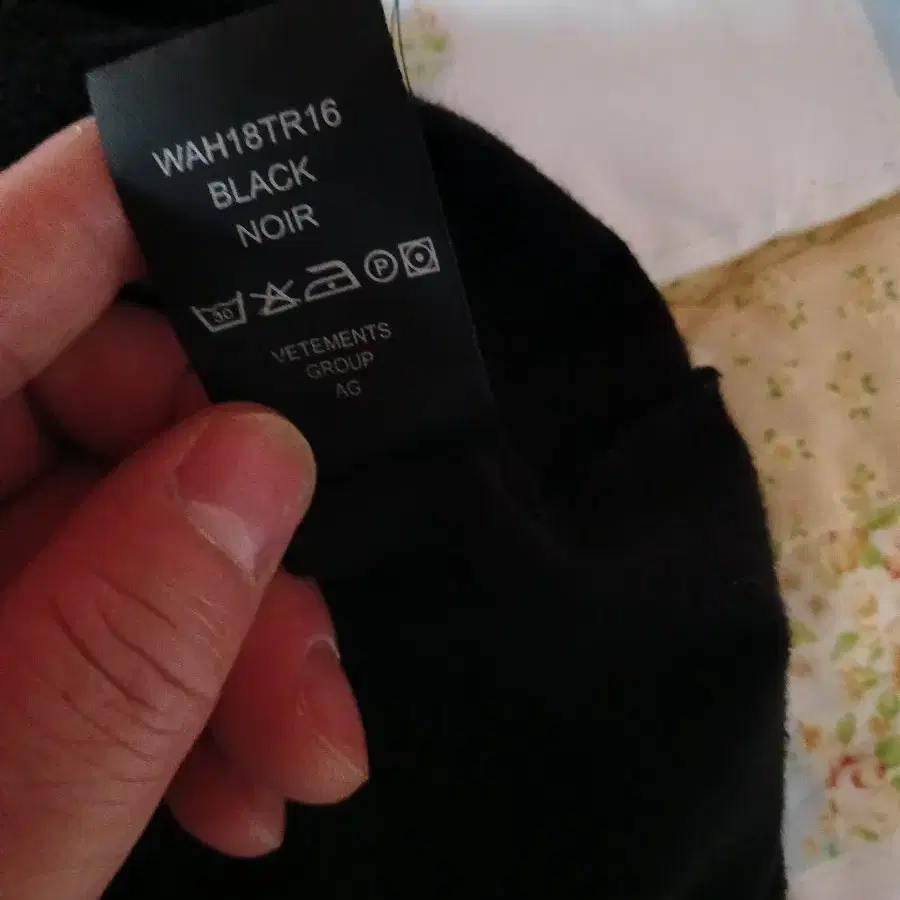 WAH18TR16
BLACK
NOIR
30 P
VETEMENTS
GROUP
AG